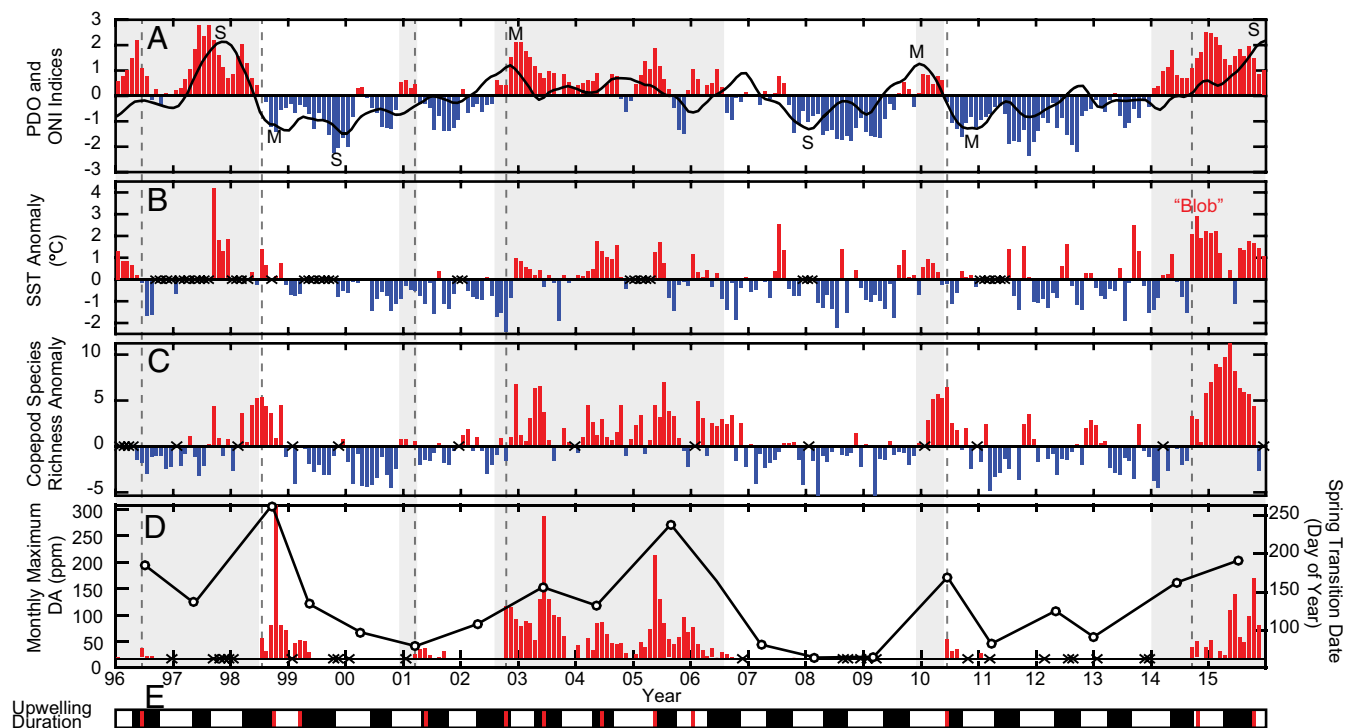 3
2
1
0
-1
-2
-3
PDO and
ONI Indices
A
S
M
M
S
M
S
M
S
4
3
2
1
0
-1
-2
SST Anomaly
(ºC)
B
"Blob"
10
5
0
-5
Copepod Species
Richness Anomaly
C
300
250
200
150
100
50
0
Monthly Maximum
DA (ppm)
D
250
200
150
100
Spring Transition Date
(Day of Year)
96 97 98 99 00 01 02 03 04 05 06 07 08 09 10 11 12 13 14 15
Year
E
Upwelling
Duration